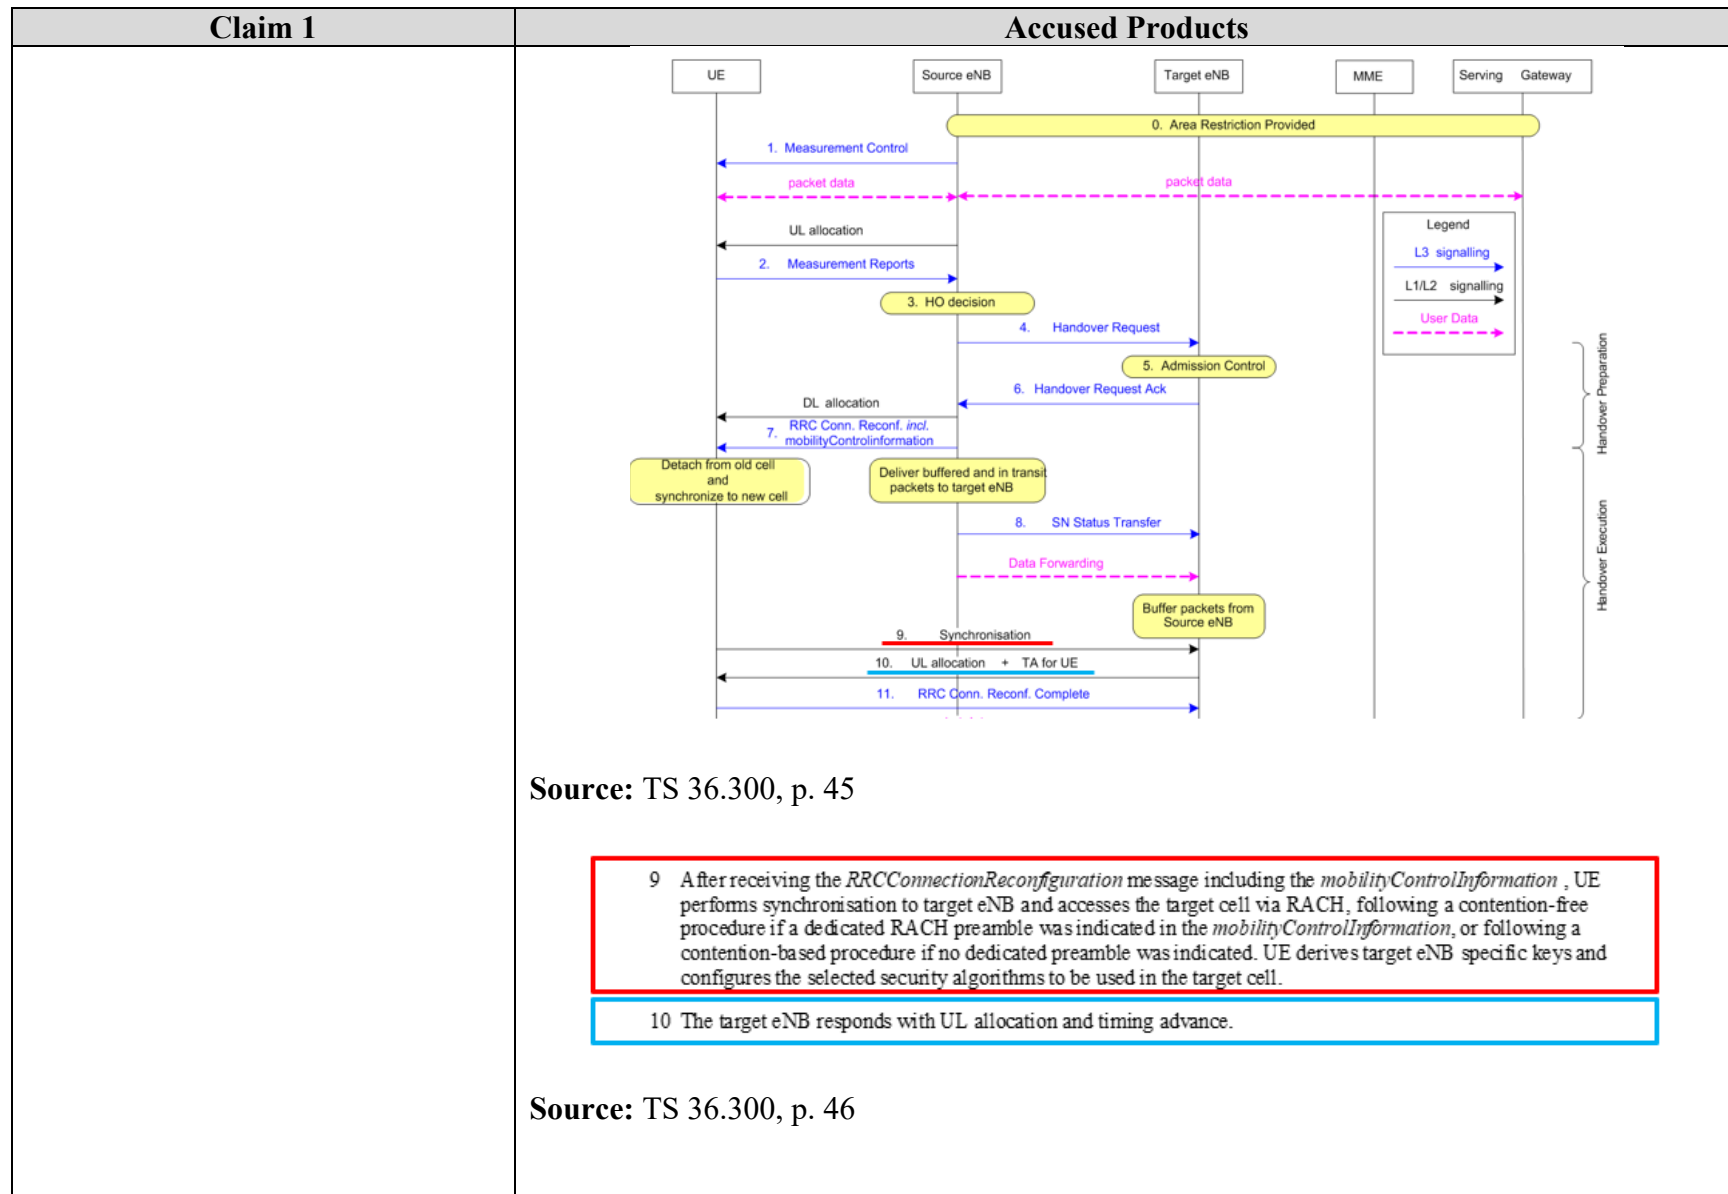 Claim 1
Accused Products
UE
Source eNB
Target eNB
MME
Serving Gateway
0. Area Restriction Provided
1. Measurement Control
packet data
packet data
UL allocation
Legend
L3 signalling
L1/L2 signalling
User Data
2. Measurement Reports
3. HO decision
4. Handover Request
5. Admission Control
6. Handover Request Ack
DL allocation
7. RRC Conn. Reconf. incl.
mobilityControlinformation
Handover Preparation
Detach from old cell
and
synchronize to new cell
Deliver buffered and in transit
packets to target eNB
8. SN Status Transfer
Data Forwarding
Handover Execution
Buffer packets from
Source eNB
9. Synchronisation
10. UL allocation + TA for UE
11. RRC Conn. Reconf. Complete
Source: TS 36.300, p. 45
9 After receiving the RRCConnectionReconfiguration message including the mobilityControlInformation , UE
performs synchronisation to target eNB and accesses the target cell via RACH, following a contention-free
procedure if a dedicated RACH preamble was indicated in the mobilityControlInformation, or following a
contention-based procedure if no dedicated preamble was indicated. UE derives target eNB specific keys and
configures the selected security algorithms to be used in the target cell.
10 The target eNB responds with UL allocation and timing advance.
Source: TS 36.300, p. 46